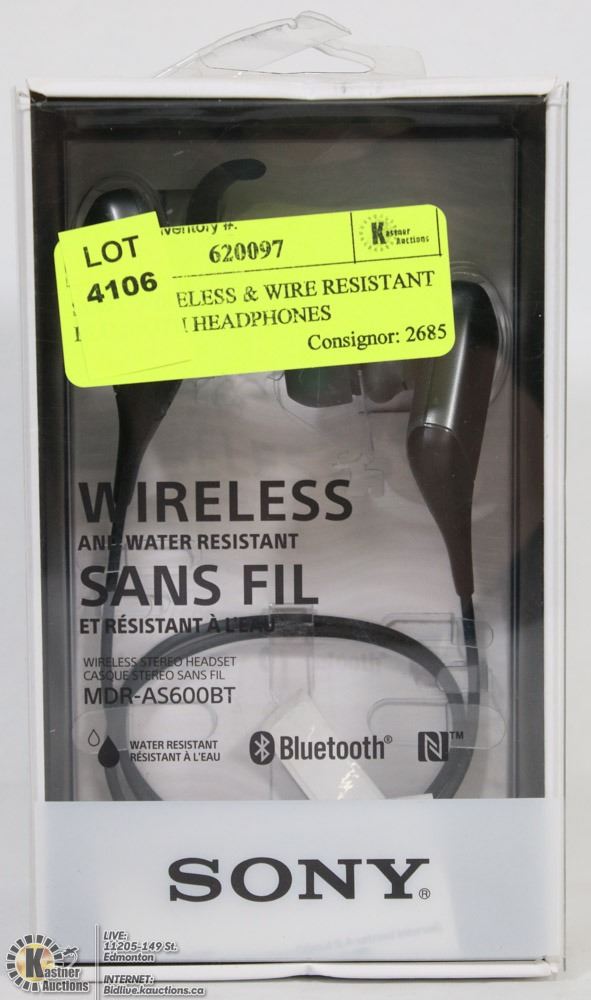 ventory #:
Kastner
Auctions
LOT
620097
4106
ELESS & WIRE RESISTANT
HEADPHONES
Consignor: 2685
WIRELESS
AND WATER RESISTANT
SANS FIL
ET RÉSISTANT À L'EAU
WIRELESS STEREO HEADSET
CASQUE STÉRÉO SANS FIL
MDR-AS600BT
WATER RESISTANT
RÉSISTANT À L'EAU
Bluetooth®
N™
SONY®
Kastner
Auctions
LIVE:
11205-149 St.
Edmonton
INTERNET:
Bidlive.kauctions.ca